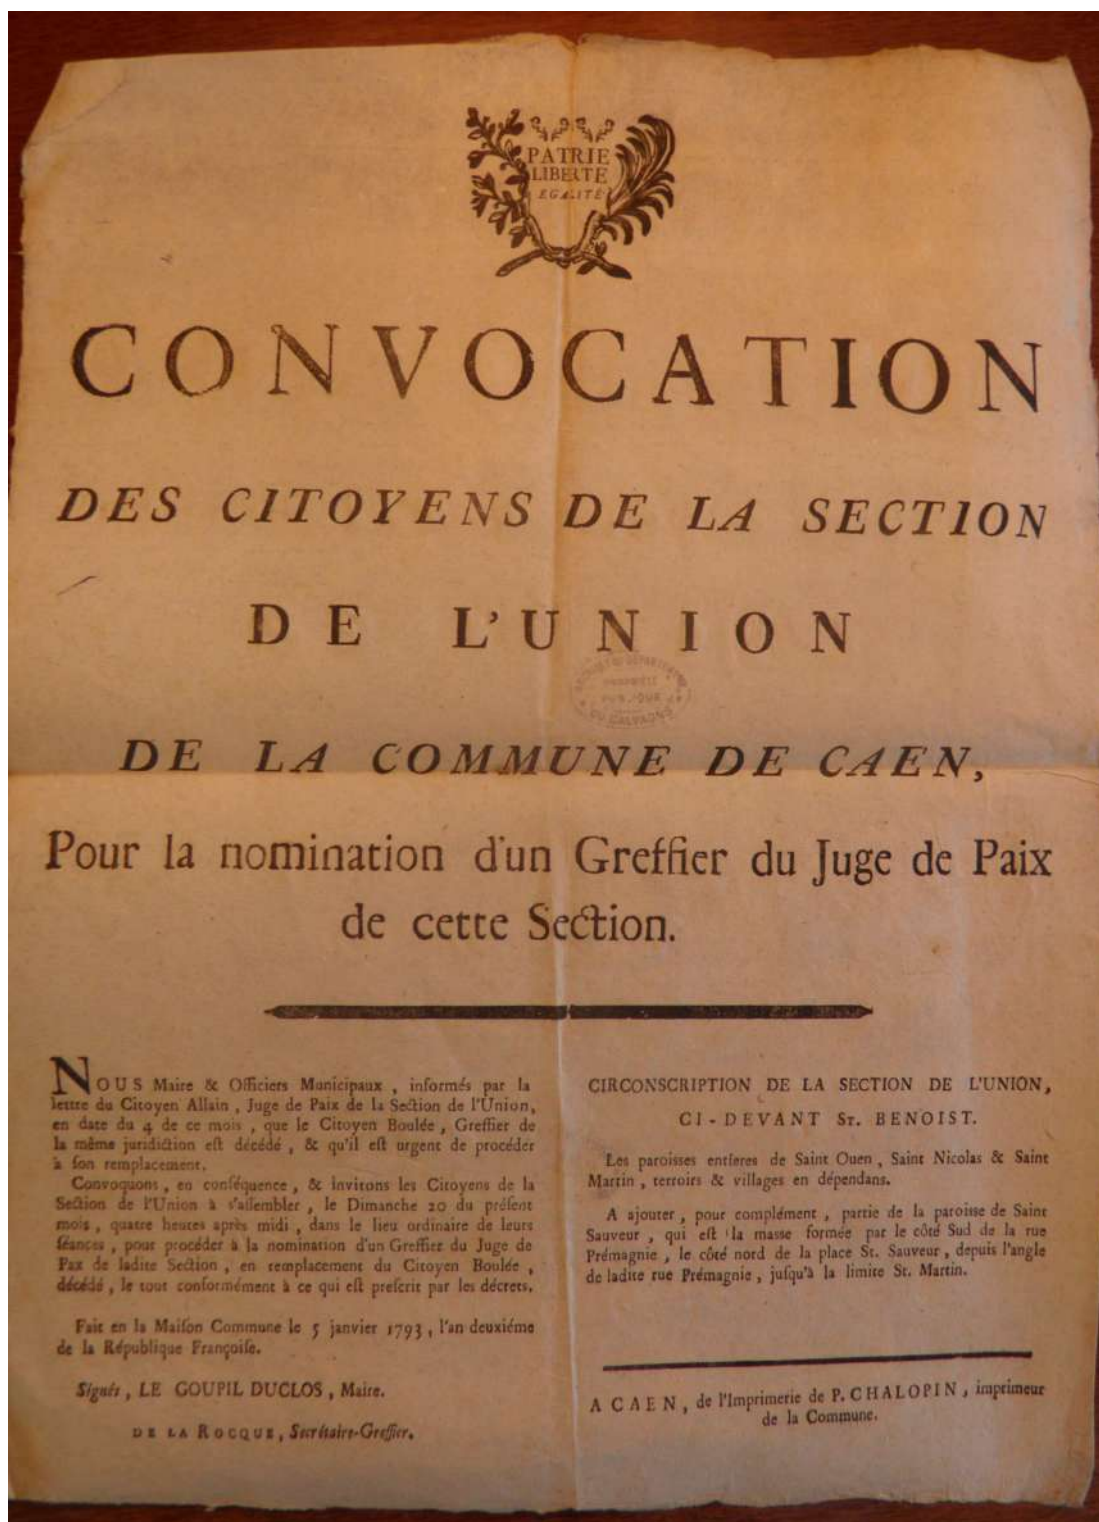 PATRIE
LIBERTE
EGALITÉ
CONVOCATION
DES CITOYENS DE LA SECTION
DE L'UNION
PROPRIÉTÉ
PUBLIQUE
DU CALVADOS
DE LA COMMUNE DE CAEN,
Pour la nomination d'un Greffier du Juge de Paix
de cette Section.
NOUS Maire & Officiers Municipaux, informés par la
lettre du Citoyen Allain, Juge de Paix de la Section de l'Union,
en date du 4 de ce mois, que le Citoyen Boulée, Greffier de
la même juridiction eſt décédé, & qu'il eſt urgent de procéder
à ſon remplacement.
Convoquons, en conſéquence, & invitons les Citoyens de la
Section de l'Union à s'aſſembler, le Dimanche 20 du préſent
mois, quatre heures après midi, dans le lieu ordinaire de leurs
ſéances, pour procéder à la nomination d'un Greffier du Juge de
Pax de ladite Section, en remplacement du Citoyen Boulée,
décédé, le tout conformément à ce qui eſt preſcrit par les décrets.
Fait en la Maiſon Commune le 5 janvier 1793, l'an deuxiéme
de la République Françoiſe.
Signés, LE GOUPIL DUCLOS, Maire.
DE LA ROCQUE, Secrétaire-Greffier.
CIRCONSCRIPTION DE LA SECTION DE L'UNION,
CI-DEVANT ST. BENOIST.
Les paroisses entieres de Saint Ouen, Saint Nicolas & Saint
Martin, terroirs & villages en dépendans.
A ajouter, pour complément, partie de la paroisse de Saint
Sauveur, qui eſt la masse formée par le côté Sud de la rue
Prémagnie, le côté nord de la place St. Sauveur, depuis l'angle
de ladite rue Prémagnie, juſqu'à la limite St. Martin.
A CAEN, de l'Imprimerie de P. CHALOPIN, imprimeur
de la Commune.